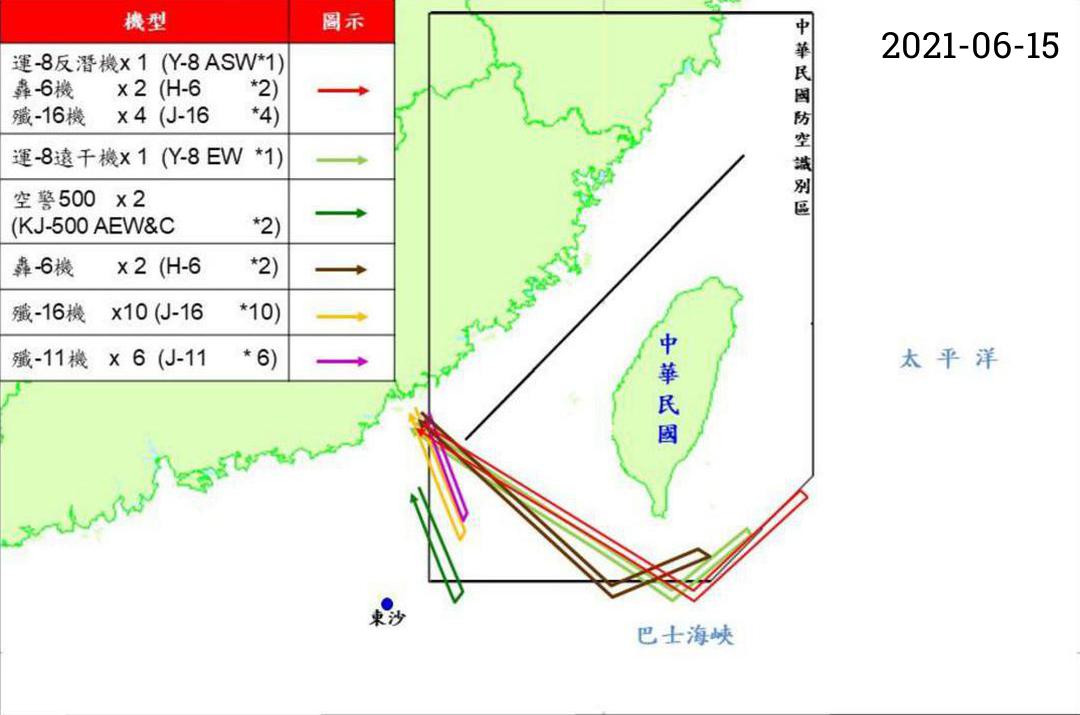 機型 圖示
2021-06-15
運-8反潛機x 1 (Y-8 ASW*1)
轟-6機 x 2 (H-6 *2)
殲-16機 x 4 (J-16 *4)
運-8遠干機x 1 (Y-8 EW *1)
空警500 x 2
(KJ-500 AEW&C *2)
轟-6機 x 2 (H-6 *2)
殲-16機 x10 (J-16 *10)
殲-11機 x 6 (J-11 * 6)
中華民國防空識別區
中華民國
太平洋
東沙
巴士海峽